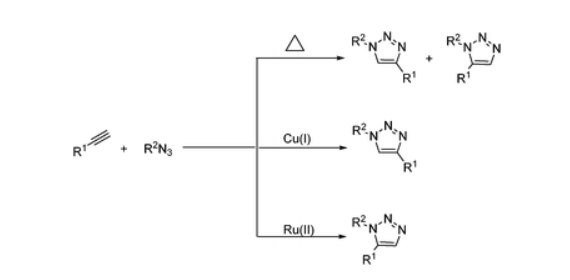 △
R² N N N R¹ + R² N N N R¹
R¹ + R²N₃
Cu(I)
R² N N N R¹
Ru(II)
R² N N N R¹